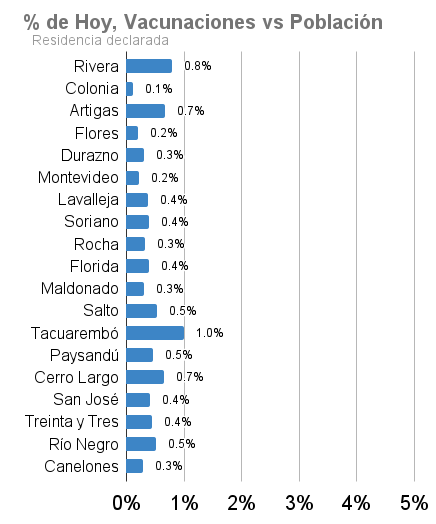 % de Hoy, Vacunaciones vs Población
Residencia declarada
Rivera 0.8%
Colonia 0.1%
Artigas 0.7%
Flores 0.2%
Durazno 0.3%
Montevideo 0.2%
Lavalleja 0.4%
Soriano 0.4%
Rocha 0.3%
Florida 0.4%
Maldonado 0.3%
Salto 0.5%
Tacuarembó 1.0%
Paysandú 0.5%
Cerro Largo 0.7%
San José 0.4%
Treinta y Tres 0.4%
Río Negro 0.5%
Canelones 0.3%
0% 1% 2% 3% 4% 5%